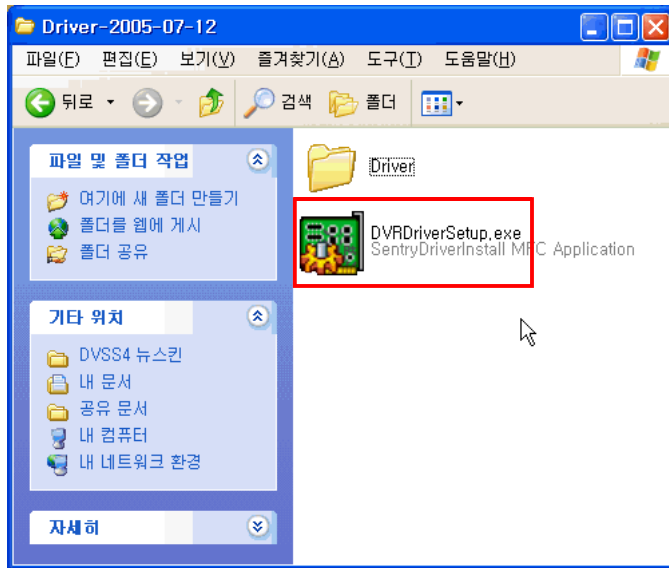 Driver-2005-07-12
파일(F) 편집(E) 보기(V) 즐겨찾기(A) 도구(T) 도움말(H)
뒤로 검색 폴더
파일 및 폴더 작업
여기에 새 폴더 만들기
폴더를 웹에 게시
폴더 공유
기타 위치
DVSS4 뉴스킨
내 문서
공유 문서
내 컴퓨터
내 네트워크 환경
자세히
Driver
DVRDriverSetup.exe
SentryDriverInstall MFC Application